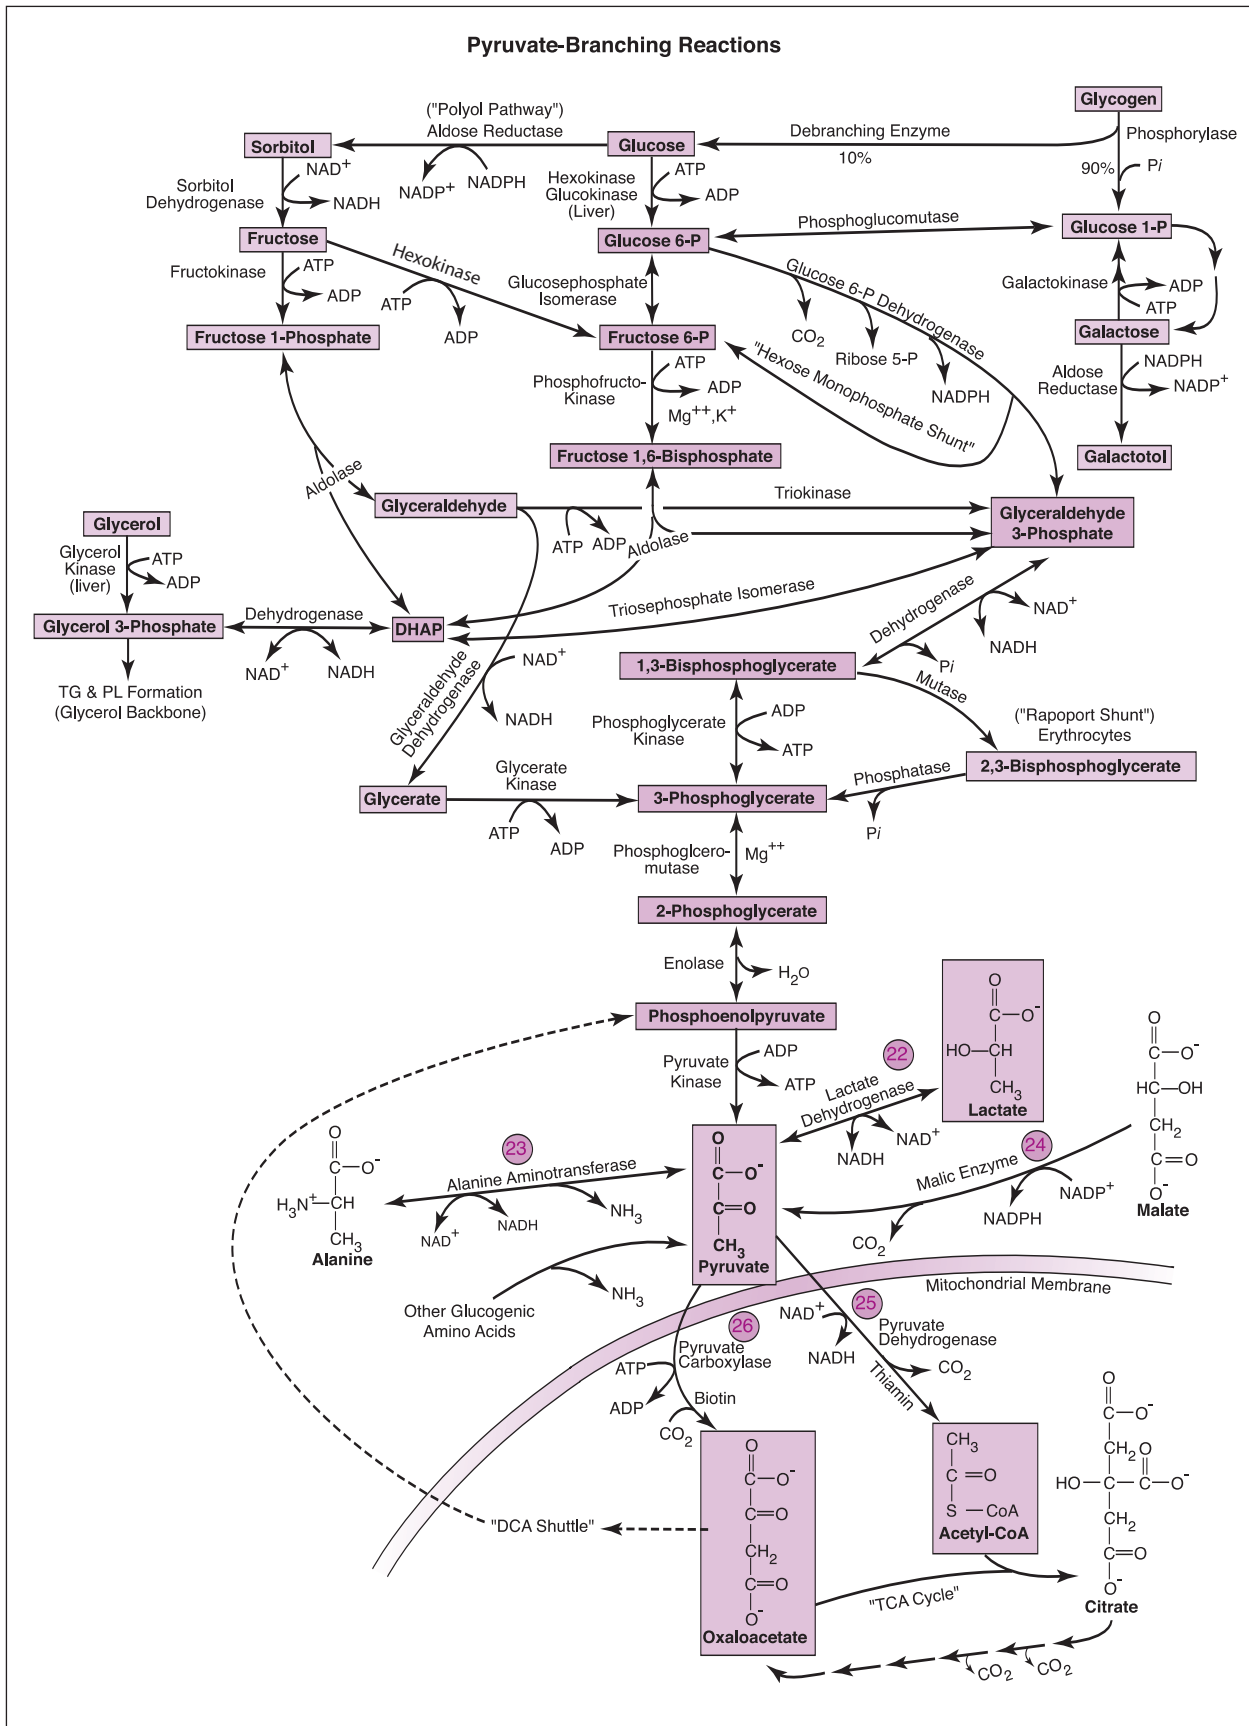 Pyruvate-Branching Reactions
("Polyol Pathway")
Aldose Reductase
Sorbitol
NADP+
NADPH
Glucose
Debranching Enzyme
10%
Glycogen
Phosphorylase
90%
Pi
Sorbitol
Dehydrogenase
NAD+
NADH
Hexokinase
Glucokinase
(Liver)
ATP
ADP
Fructose
Hexokinase
ATP
ADP
Glucose 6-P
Phosphoglucomutase
Glucose 1-P
Fructokinase
ATP
ADP
Glucosephosphate
Isomerase
Glucose 6-P Dehydrogenase
CO2
Ribose 5-P
NADPH
"Hexose Monophosphate Shunt"
Galactokinase
ADP
ATP
Fructose 1-Phosphate
Fructose 6-P
Galactose
Phosphofructo-
Kinase
ATP
ADP
Mg++,K+
Aldose
Reductase
NADPH
NADP+
Fructose 1,6-Bisphosphate
Galactotol
Aldolase
Glyceraldehyde
Triokinase
ATP
ADP
Aldolase
Glyceraldehyde
3-Phosphate
Glycerol
Glycerol
Kinase
(liver)
ATP
ADP
Triosephosphate Isomerase
Glycerol 3-Phosphate
Dehydrogenase
NAD+
NADH
DHAP
TG & PL Formation
(Glycerol Backbone)
Glyceraldehyde
Dehydrogenase
NAD+
NADH
Dehydrogenase
NAD+
NADH
Pi
1,3-Bisphosphoglycerate
Mutase
Phosphoglycerate
Kinase
ADP
ATP
("Rapoport Shunt")
Erythrocytes
2,3-Bisphosphoglycerate
Phosphatase
Pi
Glycerate
Glycerate
Kinase
ATP
ADP
3-Phosphoglycerate
Phosphoglcero-
mutase
Mg++
2-Phosphoglycerate
Enolase
H2O
Phosphoenolpyruvate
Pyruvate
Kinase
ADP
ATP
22
Lactate
Dehydrogenase
NADH
NAD+
O
C—O-
HO—CH
CH3
Lactate
O
C—O-
CH—OH
CH2
C=O
O-
Malate
24
Malic Enzyme
NADPH
NADP+
CO2
23
Alanine Aminotransferase
NAD+
NADH
NH3
O
C—O-
H3N+—CH
CH3
Alanine
O
C—O-
C=O
CH3
Pyruvate
Other Glucogenic
Amino Acids
NH3
Mitochondrial Membrane
25
NAD+
NADH
Pyruvate
Dehydrogenase
CO2
Thiamin
26
Pyruvate
Carboxylase
ATP
ADP
Biotin
CO2
O
C—O-
C=O
CH2
C=O
O-
Oxaloacetate
"DCA Shuttle"
CH3
C=O
S—CoA
Acetyl-CoA
O
C—O-
CH2
O
HO—C—C—O-
CH2
C=O
O-
Citrate
"TCA Cycle"
CO2
CO2